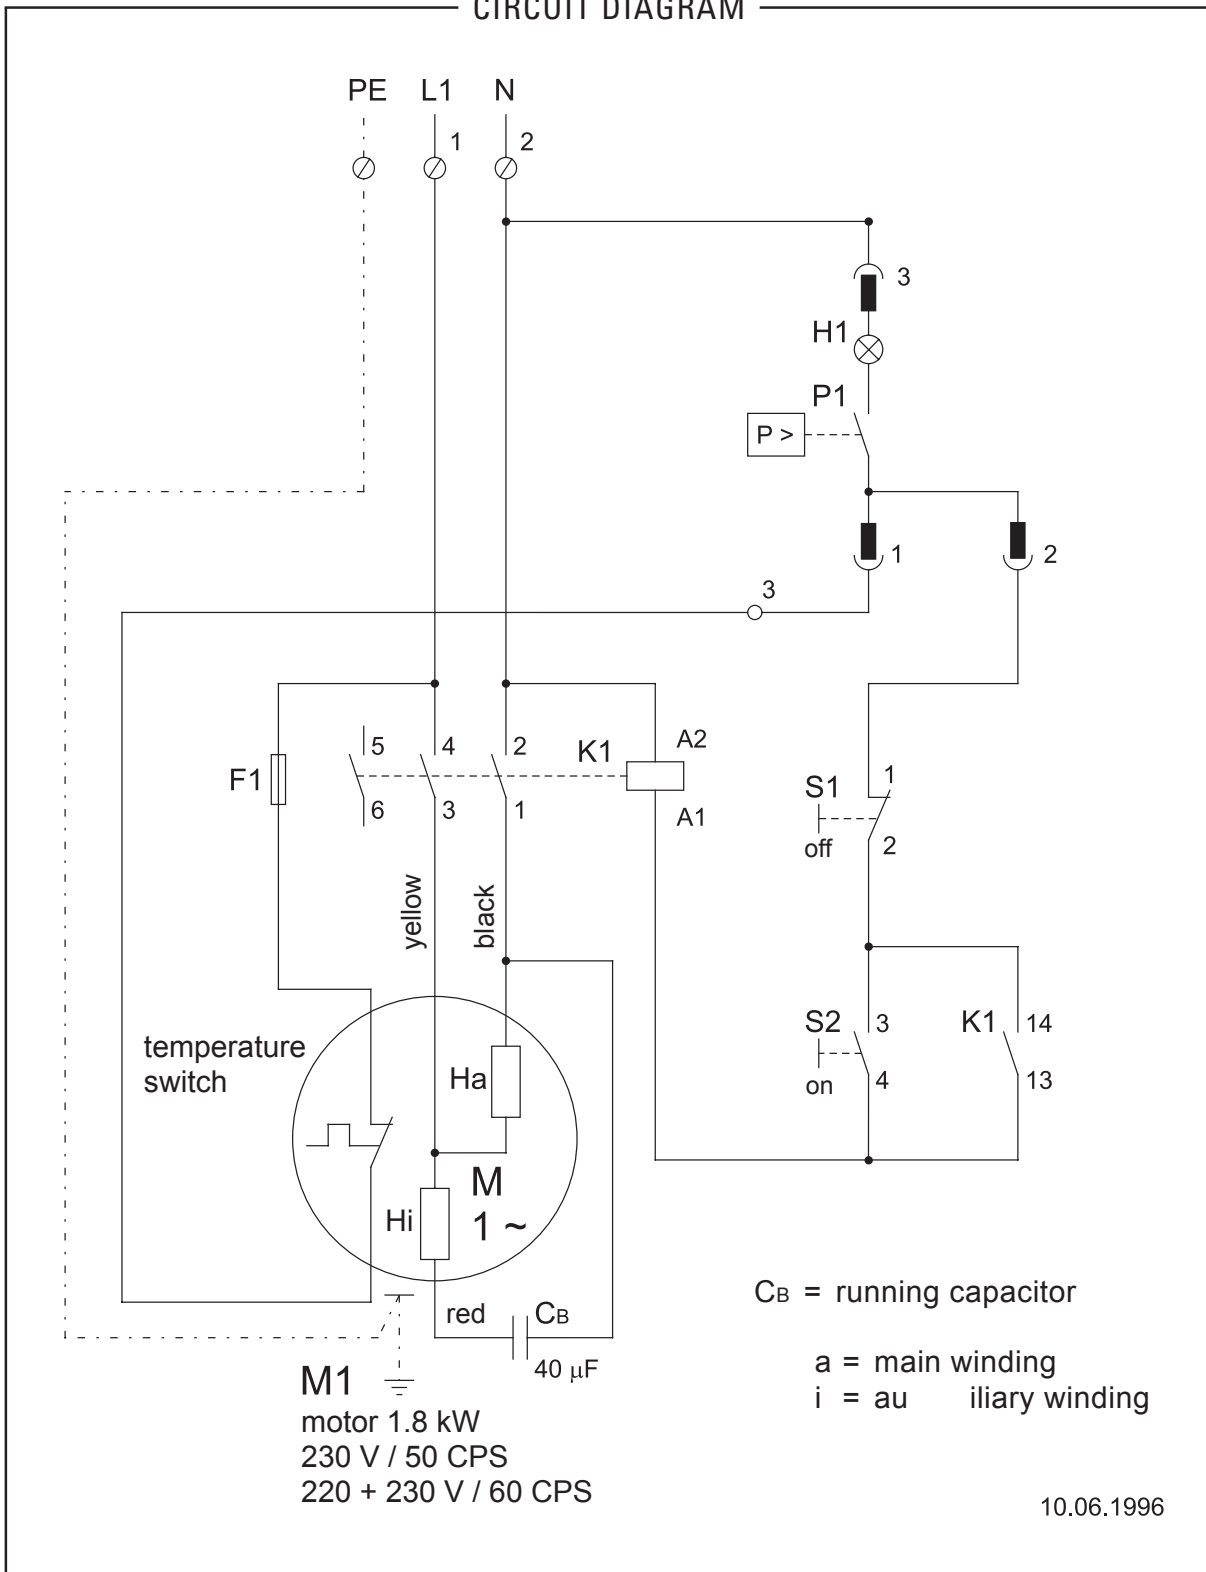 CIRCUIT DIAGRAM
PE L1 N
1 2
3
H1
P1
P >
1 2
3
5 4 2 K1 A2
F1
6 3 1 A1
S1 1
off 2
yellow black
S2 3 K1 14
on 4 13
temperature
switch
Ha
M
Hi 1 ~
red CB
40 µF
CB = running capacitor
a = main winding
i = au iliary winding
M1
motor 1.8 kW
230 V / 50 CPS
220 + 230 V / 60 CPS
10.06.1996